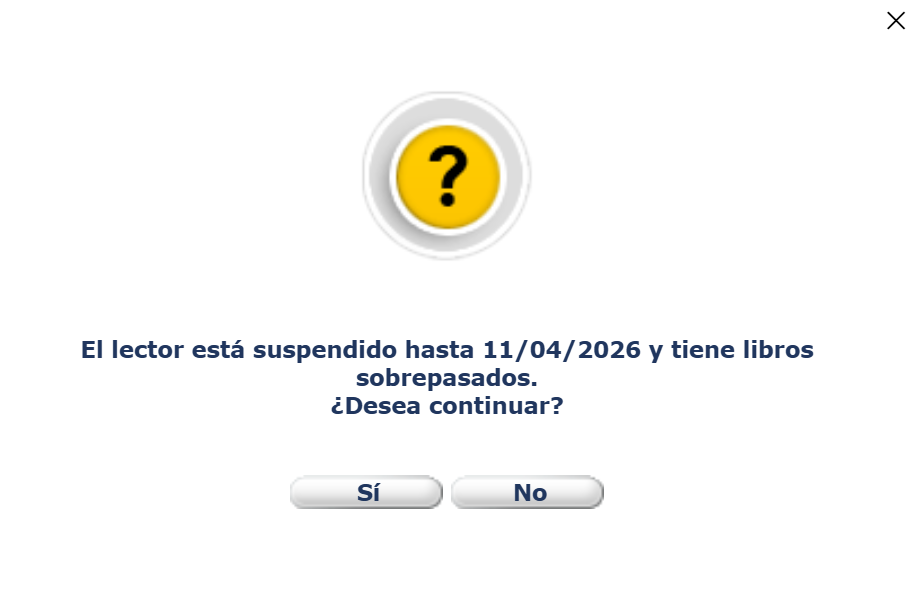 ?
El lector está suspendido hasta 11/04/2026 y tiene libros
sobrepasados.
¿Desea continuar?
Sí No